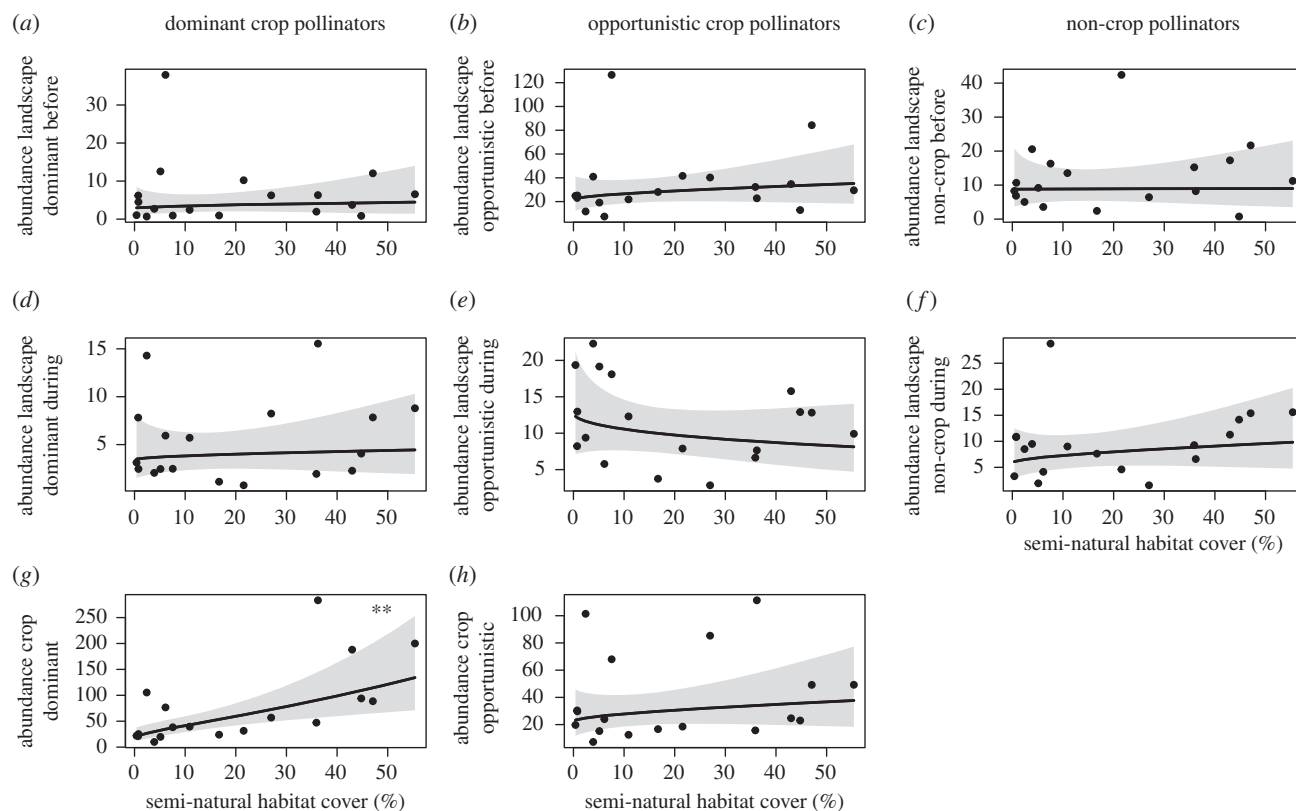 (a) dominant crop pollinators
(b) opportunistic crop pollinators
(c) non-crop pollinators
abundance landscape
dominant before
30
20
10
5
0
0 10 20 30 40 50
abundance landscape
opportunistic before
120
100
80
60
40
20
0
0 10 20 30 40 50
abundance landscape
non-crop before
40
30
20
10
0
0 10 20 30 40 50
(d)
(e)
(f)
abundance landscape
dominant during
15
10
5
0 10 20 30 40 50
abundance landscape
opportunistic during
20
15
10
5
0 10 20 30 40 50
abundance landscape
non-crop during
25
20
15
10
5
0 10 20 30 40 50
semi-natural habitat cover (%)
(g)
(h)
abundance crop
dominant
250
200
150
100
50
0
**
0 10 20 30 40 50
semi-natural habitat cover (%)
abundance crop
opportunistic
100
80
60
40
20
0 10 20 30 40 50
semi-natural habitat cover (%)